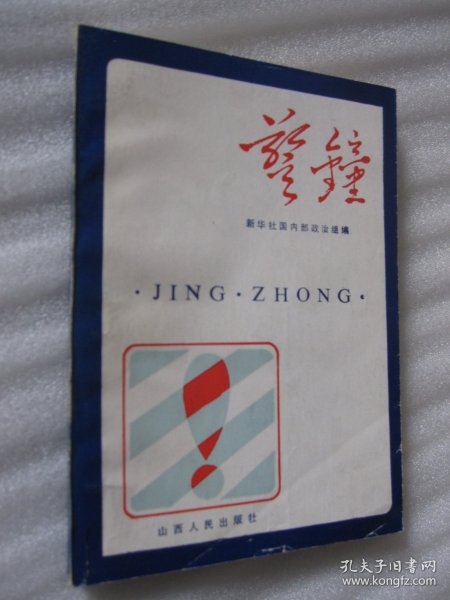 警鐘
新华社国内部政治组编
·JING·ZHONG·
山西人民出版社
孔夫子旧书网
www.kongfz.com